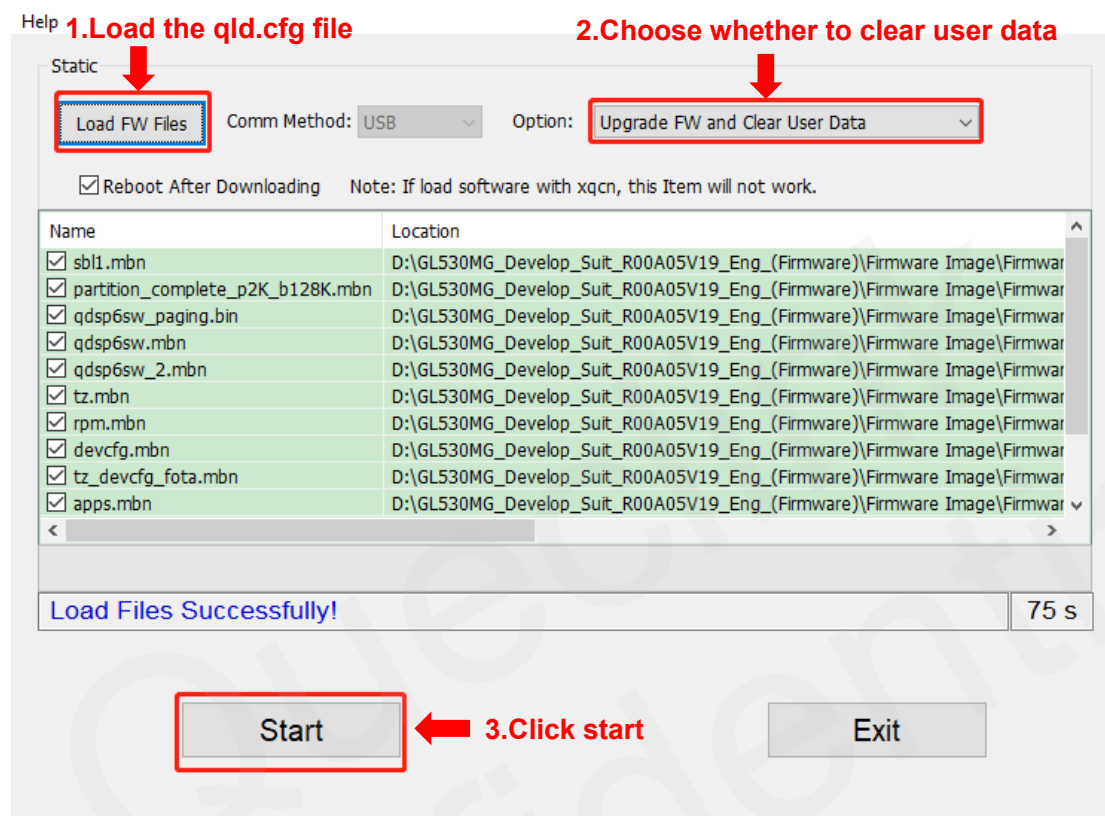 Help
1.Load the qld.cfg file
2.Choose whether to clear user data
Static
Load FW Files Comm Method: USB Option: Upgrade FW and Clear User Data
Reboot After Downloading Note: If load software with xqcn, this Item will not work.
Name Location
sbl1.mbn D:\GL530MG_Develop_Suit_R00A05V19_Eng_(Firmware)\Firmware Image\Firmwar
partition_complete_p2K_b128K.mbn D:\GL530MG_Develop_Suit_R00A05V19_Eng_(Firmware)\Firmware Image\Firmwar
qdsp6sw_paging.bin D:\GL530MG_Develop_Suit_R00A05V19_Eng_(Firmware)\Firmware Image\Firmwar
qdsp6sw.mbn D:\GL530MG_Develop_Suit_R00A05V19_Eng_(Firmware)\Firmware Image\Firmwar
qdsp6sw_2.mbn D:\GL530MG_Develop_Suit_R00A05V19_Eng_(Firmware)\Firmware Image\Firmwar
tz.mbn D:\GL530MG_Develop_Suit_R00A05V19_Eng_(Firmware)\Firmware Image\Firmwar
rpm.mbn D:\GL530MG_Develop_Suit_R00A05V19_Eng_(Firmware)\Firmware Image\Firmwar
devcfg.mbn D:\GL530MG_Develop_Suit_R00A05V19_Eng_(Firmware)\Firmware Image\Firmwar
tz_devcfg_fota.mbn D:\GL530MG_Develop_Suit_R00A05V19_Eng_(Firmware)\Firmware Image\Firmwar
apps.mbn D:\GL530MG_Develop_Suit_R00A05V19_Eng_(Firmware)\Firmware Image\Firmwar
Load Files Successfully! 75 s
Start 3.Click start Exit